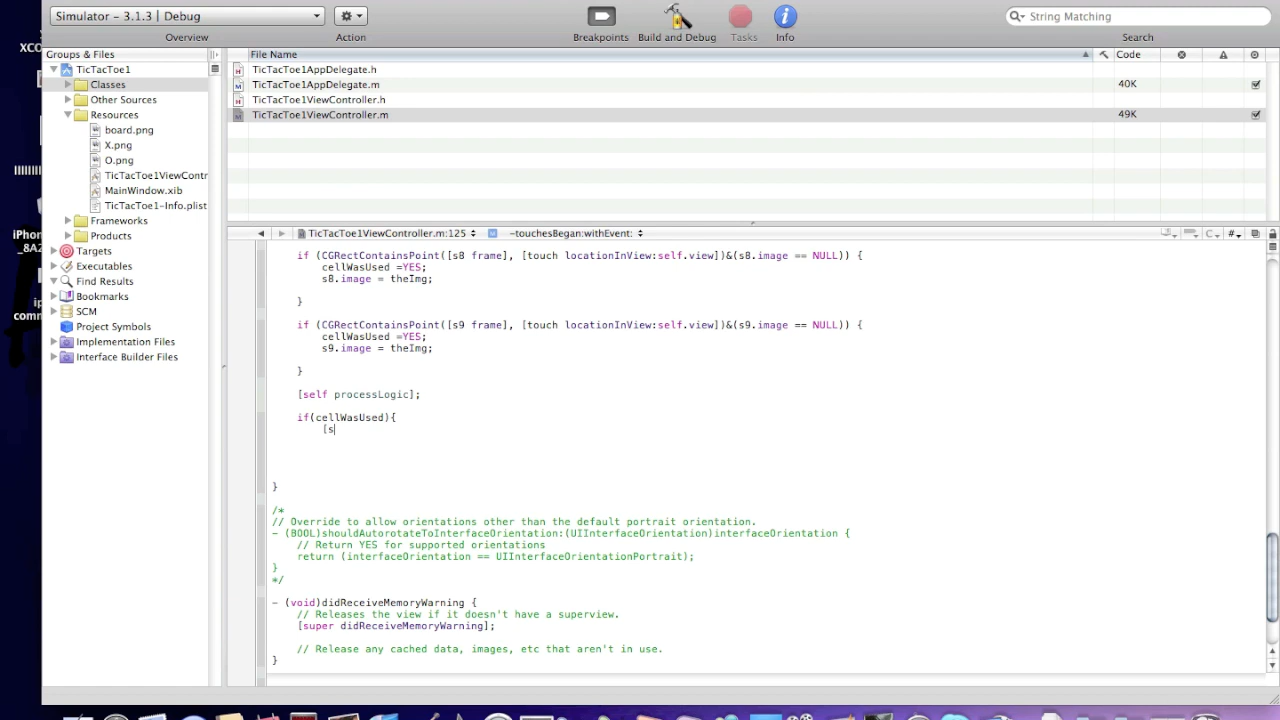 Simulator - 3.1.3 | Debug
String Matching
Overview
Action
Breakpoints
Build and Debug
Tasks
Info
Search
XCO
Groups & Files
File Name
Code
TicTacToe1
TicTacToe1AppDelegate.h
Classes
TicTacToe1AppDelegate.m
40K
Other Sources
TicTacToe1ViewController.h
Resources
TicTacToe1ViewController.m
49K
board.png
X.png
O.png
TicTacToe1ViewContr
MainWindow.xib
TicTacToe1-Info.plist
Frameworks
iPhon
Products
TicTacToe1ViewController.m:125
-touchesBegan:withEvent:
_8A2
Targets
Executables
Find Results
Bookmarks
ip
SCM
comm
Project Symbols
Implementation Files
Interface Builder Files
if (CGRectContainsPoint([s8 frame], [touch locationInView:self.view])&(s8.image == NULL)) {
cellWasUsed =YES;
s8.image = theImg;
}
if (CGRectContainsPoint([s9 frame], [touch locationInView:self.view])&(s9.image == NULL)) {
cellWasUsed =YES;
s9.image = theImg;
}
[self processLogic];
if(cellWasUsed){
[s
}
/*
// Override to allow orientations other than the default portrait orientation.
- (BOOL)shouldAutorotateToInterfaceOrientation:(UIInterfaceOrientation)interfaceOrientation {
// Return YES for supported orientations
return (interfaceOrientation == UIInterfaceOrientationPortrait);
}
*/
- (void)didReceiveMemoryWarning {
// Releases the view if it doesn't have a superview.
[super didReceiveMemoryWarning];
// Release any cached data, images, etc that aren't in use.
}